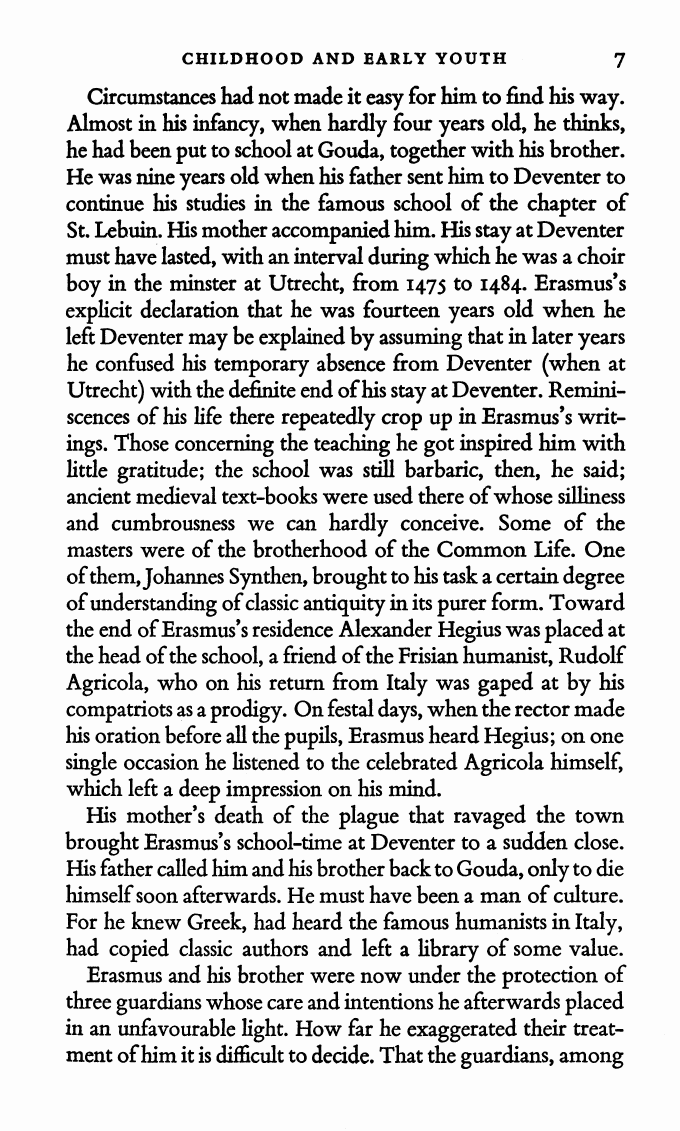 CHILDHOOD AND EARLY YOUTH 7
Circumstances had not made it easy for him to find his way.
Almost in his infancy, when hardly four years old, he thinks,
he had been put to school at Gouda, together with his brother.
He was nine years old when his father sent him to Deventer to
continue his studies in the famous school of the chapter of
St. Lebuin. His mother accompanied him. His stay at Deventer
must have lasted, with an interval during which he was a choir
boy in the minster at Utrecht, from 1475 to 1484. Erasmus's
explicit declaration that he was fourteen years old when he
left Deventer may be explained by assuming that in later years
he confused his temporary absence from Deventer (when at
Utrecht) with the definite end of his stay at Deventer. Remini-
scences of his life there repeatedly crop up in Erasmus's writ-
ings. Those concerning the teaching he got inspired him with
little gratitude; the school was still barbaric, then, he said;
ancient medieval text-books were used there of whose silliness
and cumbrousness we can hardly conceive. Some of the
masters were of the brotherhood of the Common Life. One
of them, Johannes Synthen, brought to his task a certain degree
of understanding of classic antiquity in its purer form. Toward
the end of Erasmus's residence Alexander Hegius was placed at
the head of the school, a friend of the Frisian humanist, Rudolf
Agricola, who on his return from Italy was gaped at by his
compatriots as a prodigy. On festal days, when the rector made
his oration before all the pupils, Erasmus heard Hegius; on one
single occasion he listened to the celebrated Agricola himself,
which left a deep impression on his mind.
His mother's death of the plague that ravaged the town
brought Erasmus's school-time at Deventer to a sudden close.
His father called him and his brother back to Gouda, only to die
himself soon afterwards. He must have been a man of culture.
For he knew Greek, had heard the famous humanists in Italy,
had copied classic authors and left a library of some value.
Erasmus and his brother were now under the protection of
three guardians whose care and intentions he afterwards placed
in an unfavourable light. How far he exaggerated their treat-
ment of him it is difficult to decide. That the guardians, among